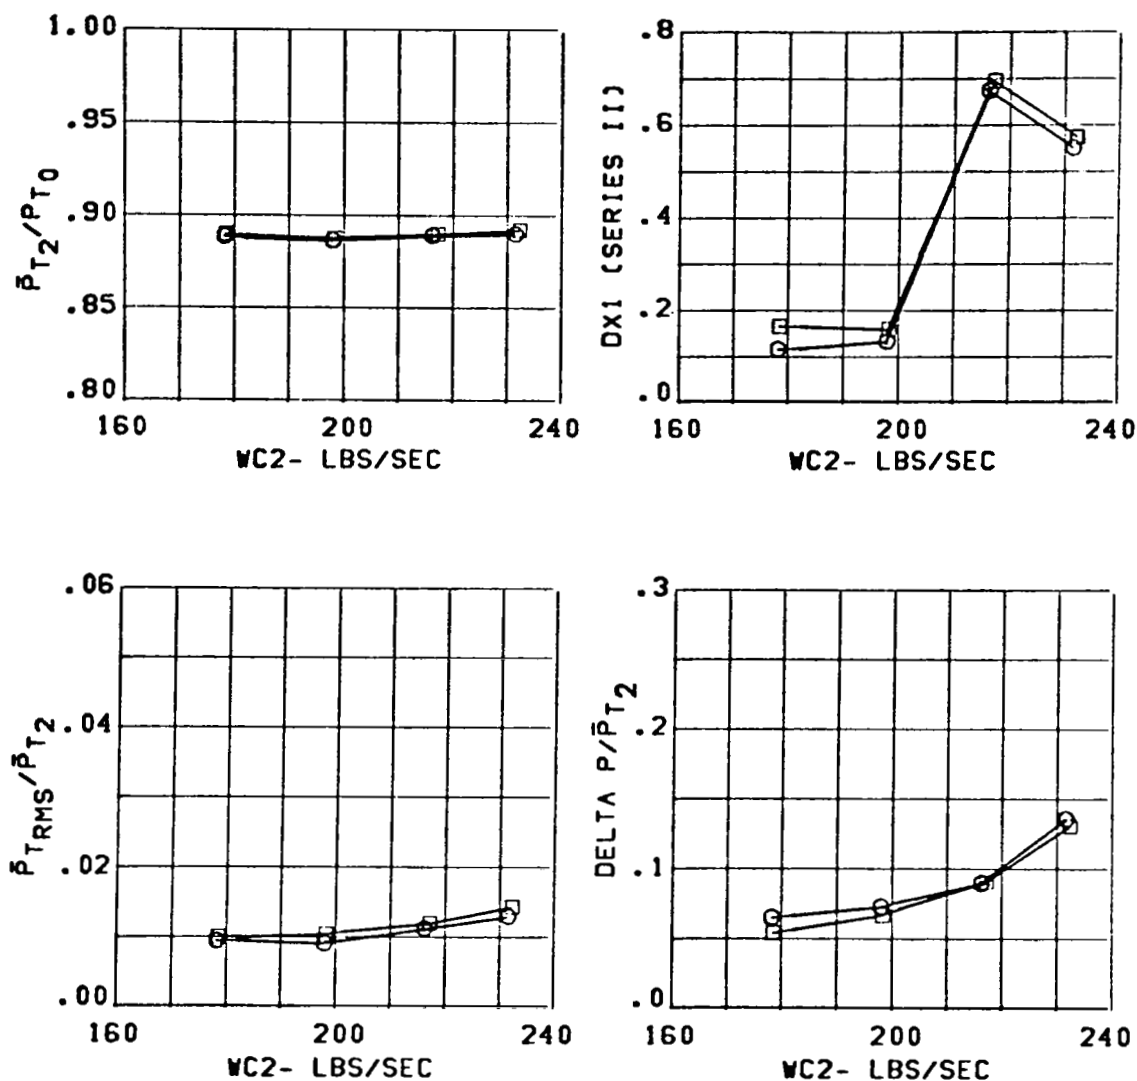 1.00
.95
.90
.85
.80
P̄T2/PT0
160 200 240
WC2- LBS/SEC
.8
.6
.4
.2
.0
DX1 (SERIES II)
160 200 240
WC2- LBS/SEC
.06
.04
.02
.00
P̄TRMS/P̄T2
160 200 240
WC2- LBS/SEC
.3
.2
.1
.0
DELTA P/P̄T2
160 200 240
WC2- LBS/SEC